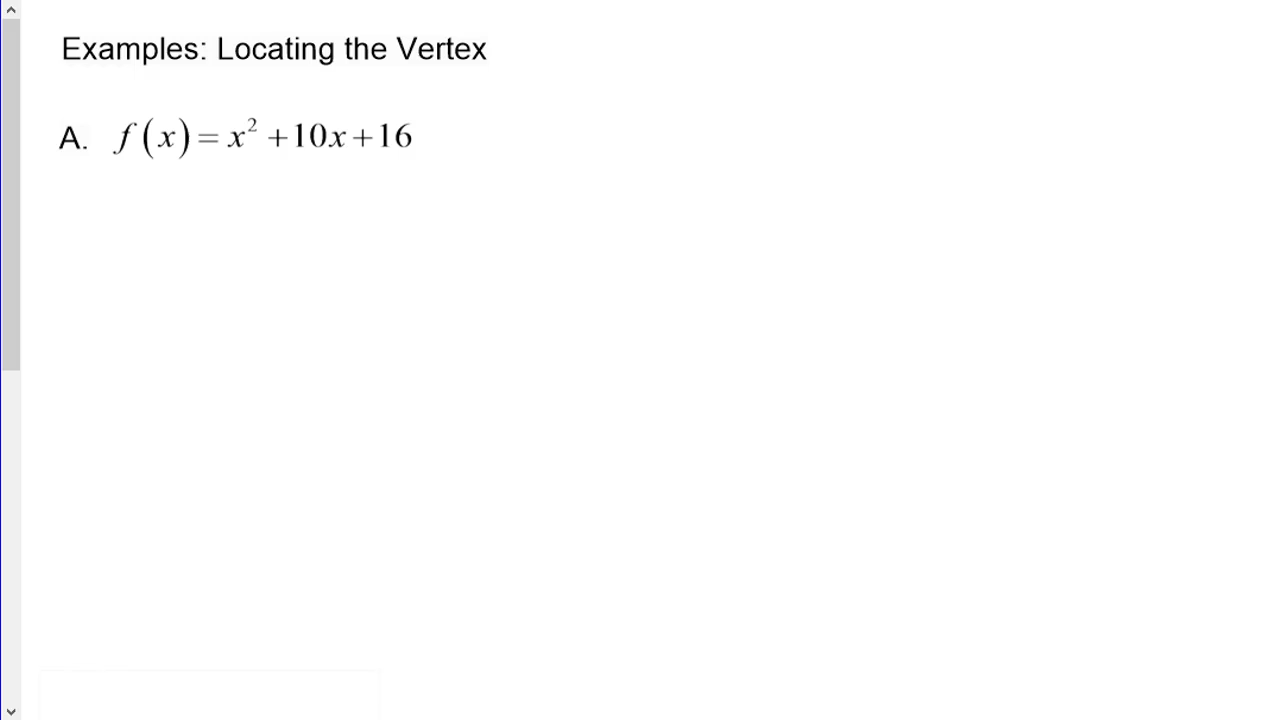 Examples: Locating the Vertex
A. f(x) = x² + 10x + 16